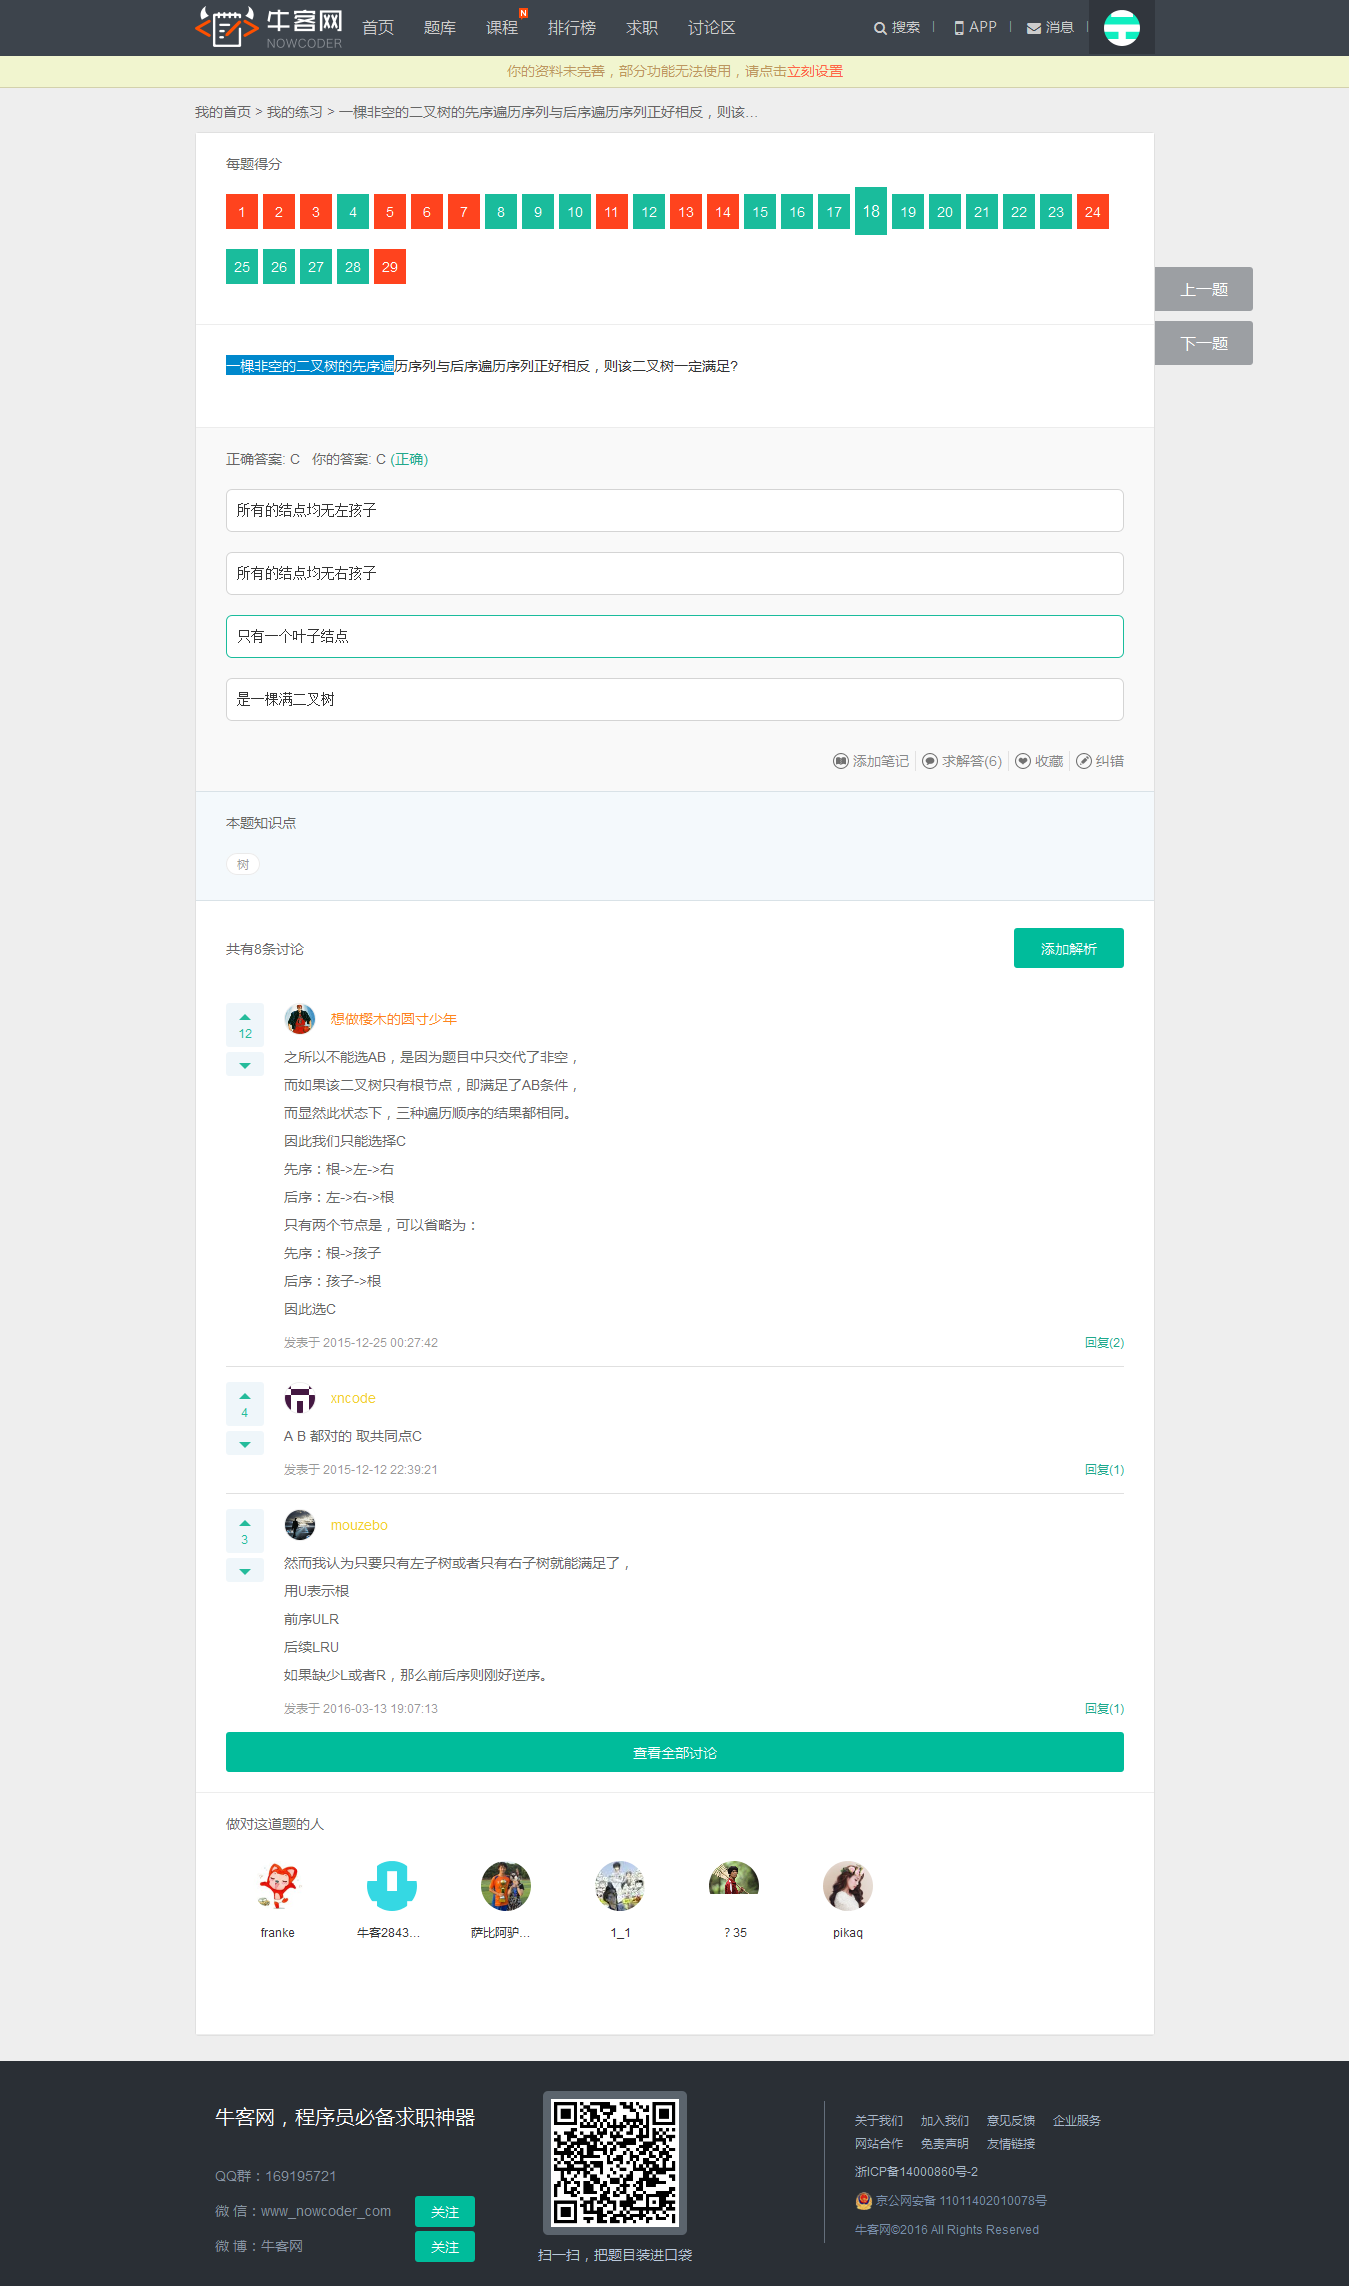 牛客网
NOWCODER
首页 题库 课程 N 排行榜 求职 讨论区 搜索 APP 消息
你的资料未完善，部分功能无法使用，请点击立刻设置
我的首页 > 我的练习 > 一棵非空的二叉树的先序遍历序列与后序遍历序列正好相反，则该...
每题得分
1 2 3 4 5 6 7 8 9 10 11 12 13 14 15 16 17 18 19 20 21 22 23 24
25 26 27 28 29
上一题
下一题
一棵非空的二叉树的先序遍历序列与后序遍历序列正好相反，则该二叉树一定满足?
正确答案: C 你的答案: C (正确)
所有的结点均无左孩子
所有的结点均无右孩子
只有一个叶子结点
是一棵满二叉树
添加笔记 求解答(6) 收藏 纠错
本题知识点
树
共有8条讨论
添加解析
12
想做樱木的圆寸少年
之所以不能选AB，是因为题目中只交代了非空，
而如果该二叉树只有根节点，即满足了AB条件，
而显然此状态下，三种遍历顺序的结果都相同。
因此我们只能选择C
先序：根->左->右
后序：左->右->根
只有两个节点是，可以省略为：
先序：根->孩子
后序：孩子->根
因此选C
发表于 2015-12-25 00:27:42 回复(2)
4
xncode
A B 都对的 取共同点C
发表于 2015-12-12 22:39:21 回复(1)
3
mouzebo
然而我认为只要只有左子树或者只有右子树就能满足了，
用U表示根
前序ULR
后续LRU
如果缺少L或者R，那么前后序则刚好逆序。
发表于 2016-03-13 19:07:13 回复(1)
查看全部讨论
做对这道题的人
franke 牛客2843... 萨比阿驴... 1_1 ? 35 pikaq
牛客网，程序员必备求职神器
QQ群：169195721
微 信：www_nowcoder_com 关注
微 博：牛客网 关注
扫一扫，把题目装进口袋
关于我们 加入我们 意见反馈 企业服务
网站合作 免责声明 友情链接
浙ICP备14000860号-2
京公网安备 11011402010078号
牛客网©2016 All Rights Reserved